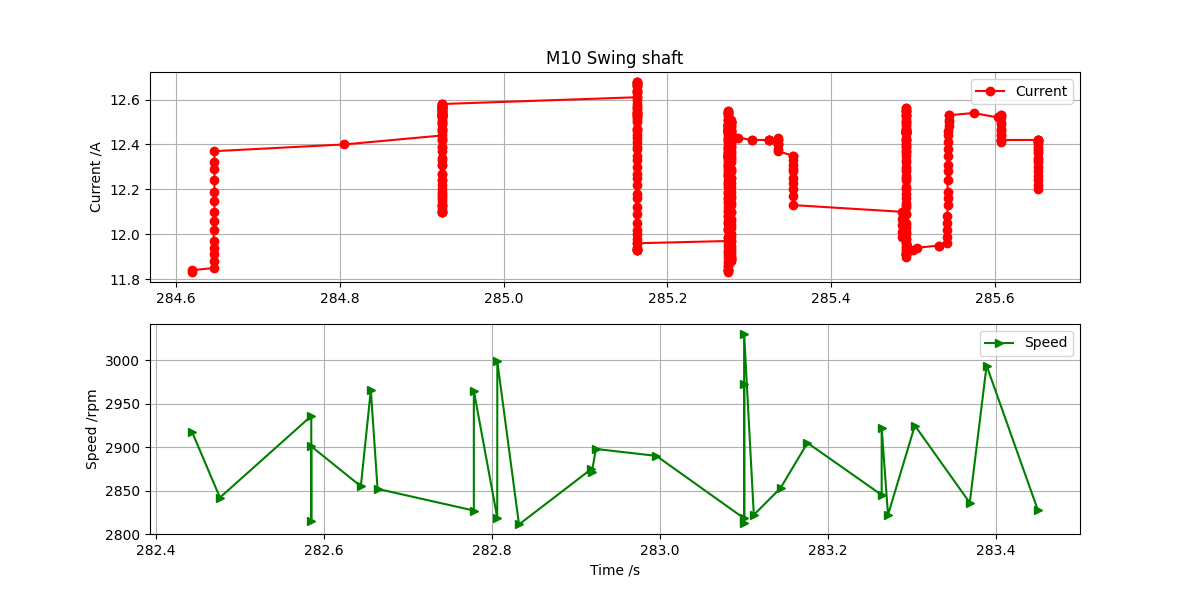 M10 Swing shaft
Current /A
12.6
12.4
12.2
12.0
11.8
Current
284.6 284.8 285.0 285.2 285.4 285.6
Speed /rpm
3000
2950
2900
2850
2800
Speed
282.4 282.6 282.8 283.0 283.2 283.4
Time /s